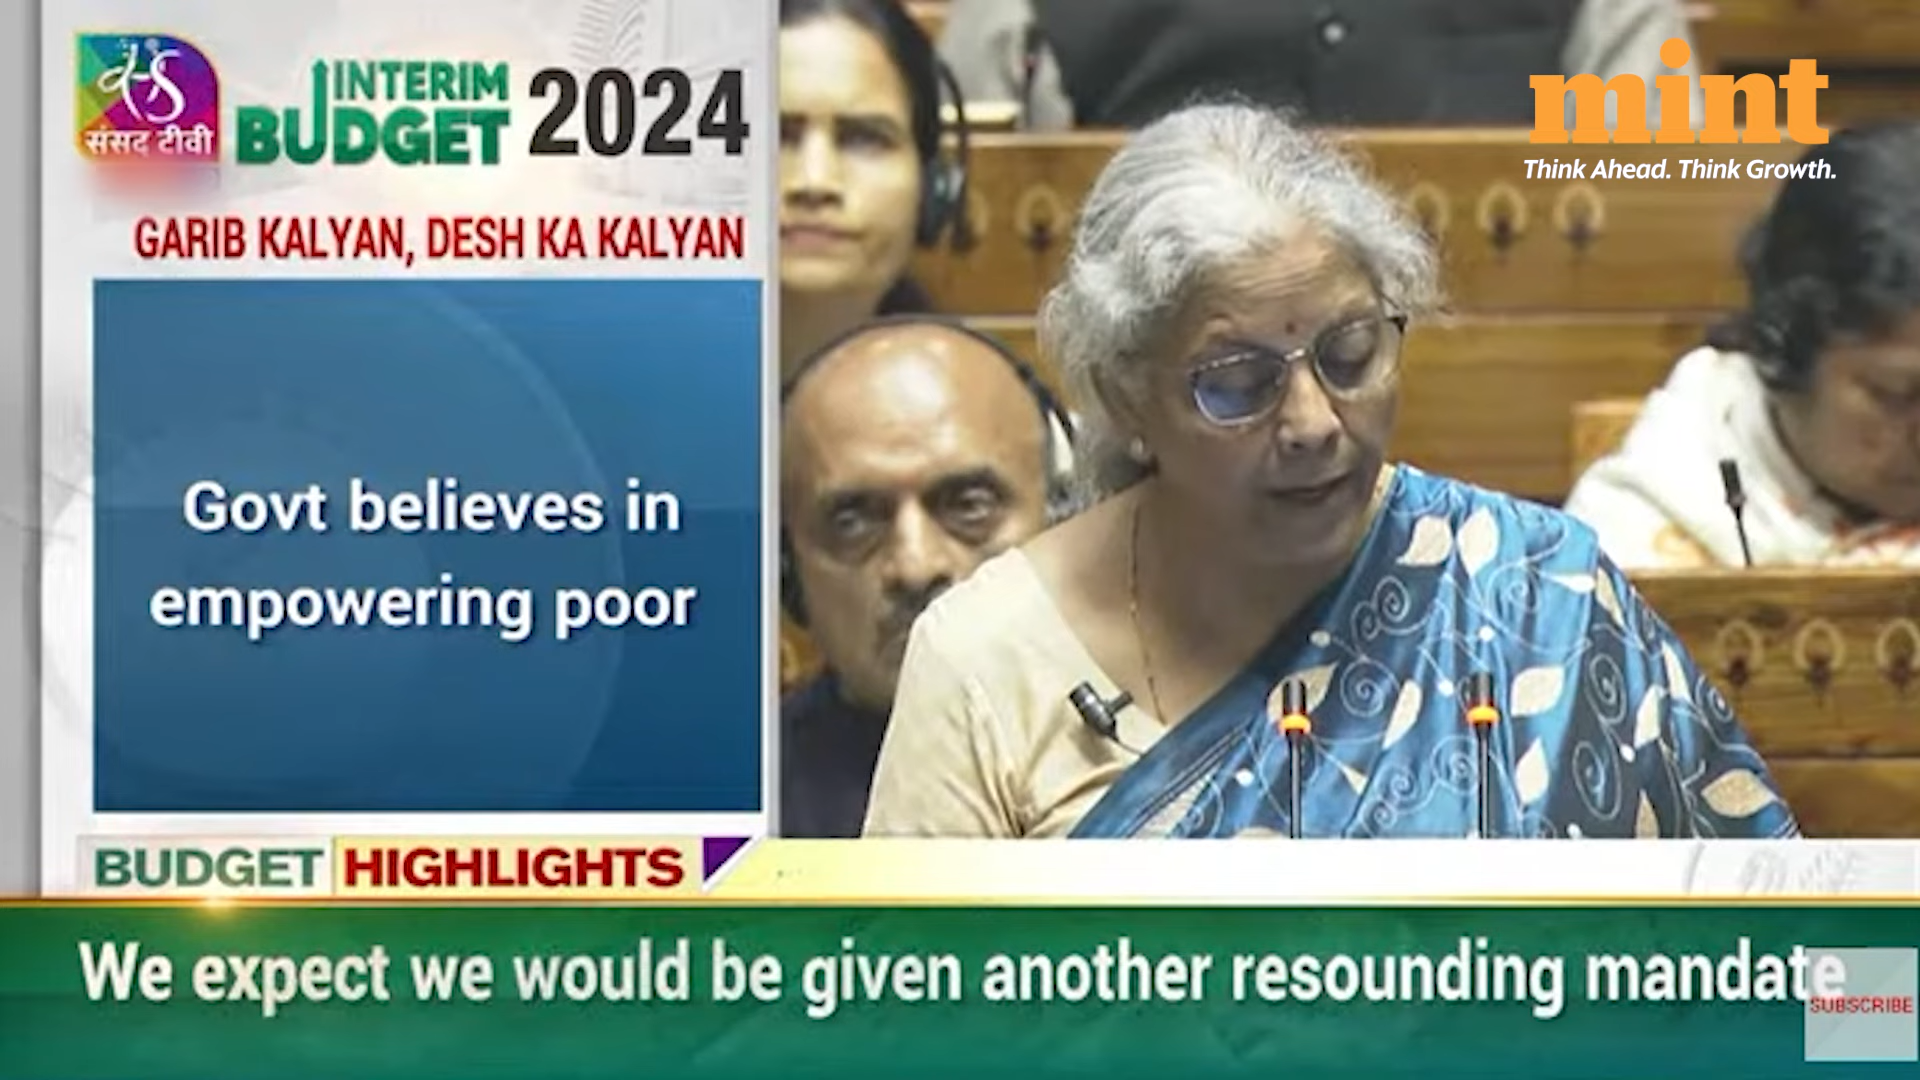 संसद टीवी
INTERIM
BUDGET 2024
GARIB KALYAN, DESH KA KALYAN
Govt believes in
empowering poor
BUDGET HIGHLIGHTS
We expect we would be given another resounding mandate
mint
Think Ahead. Think Growth.
SUBSCRIBE